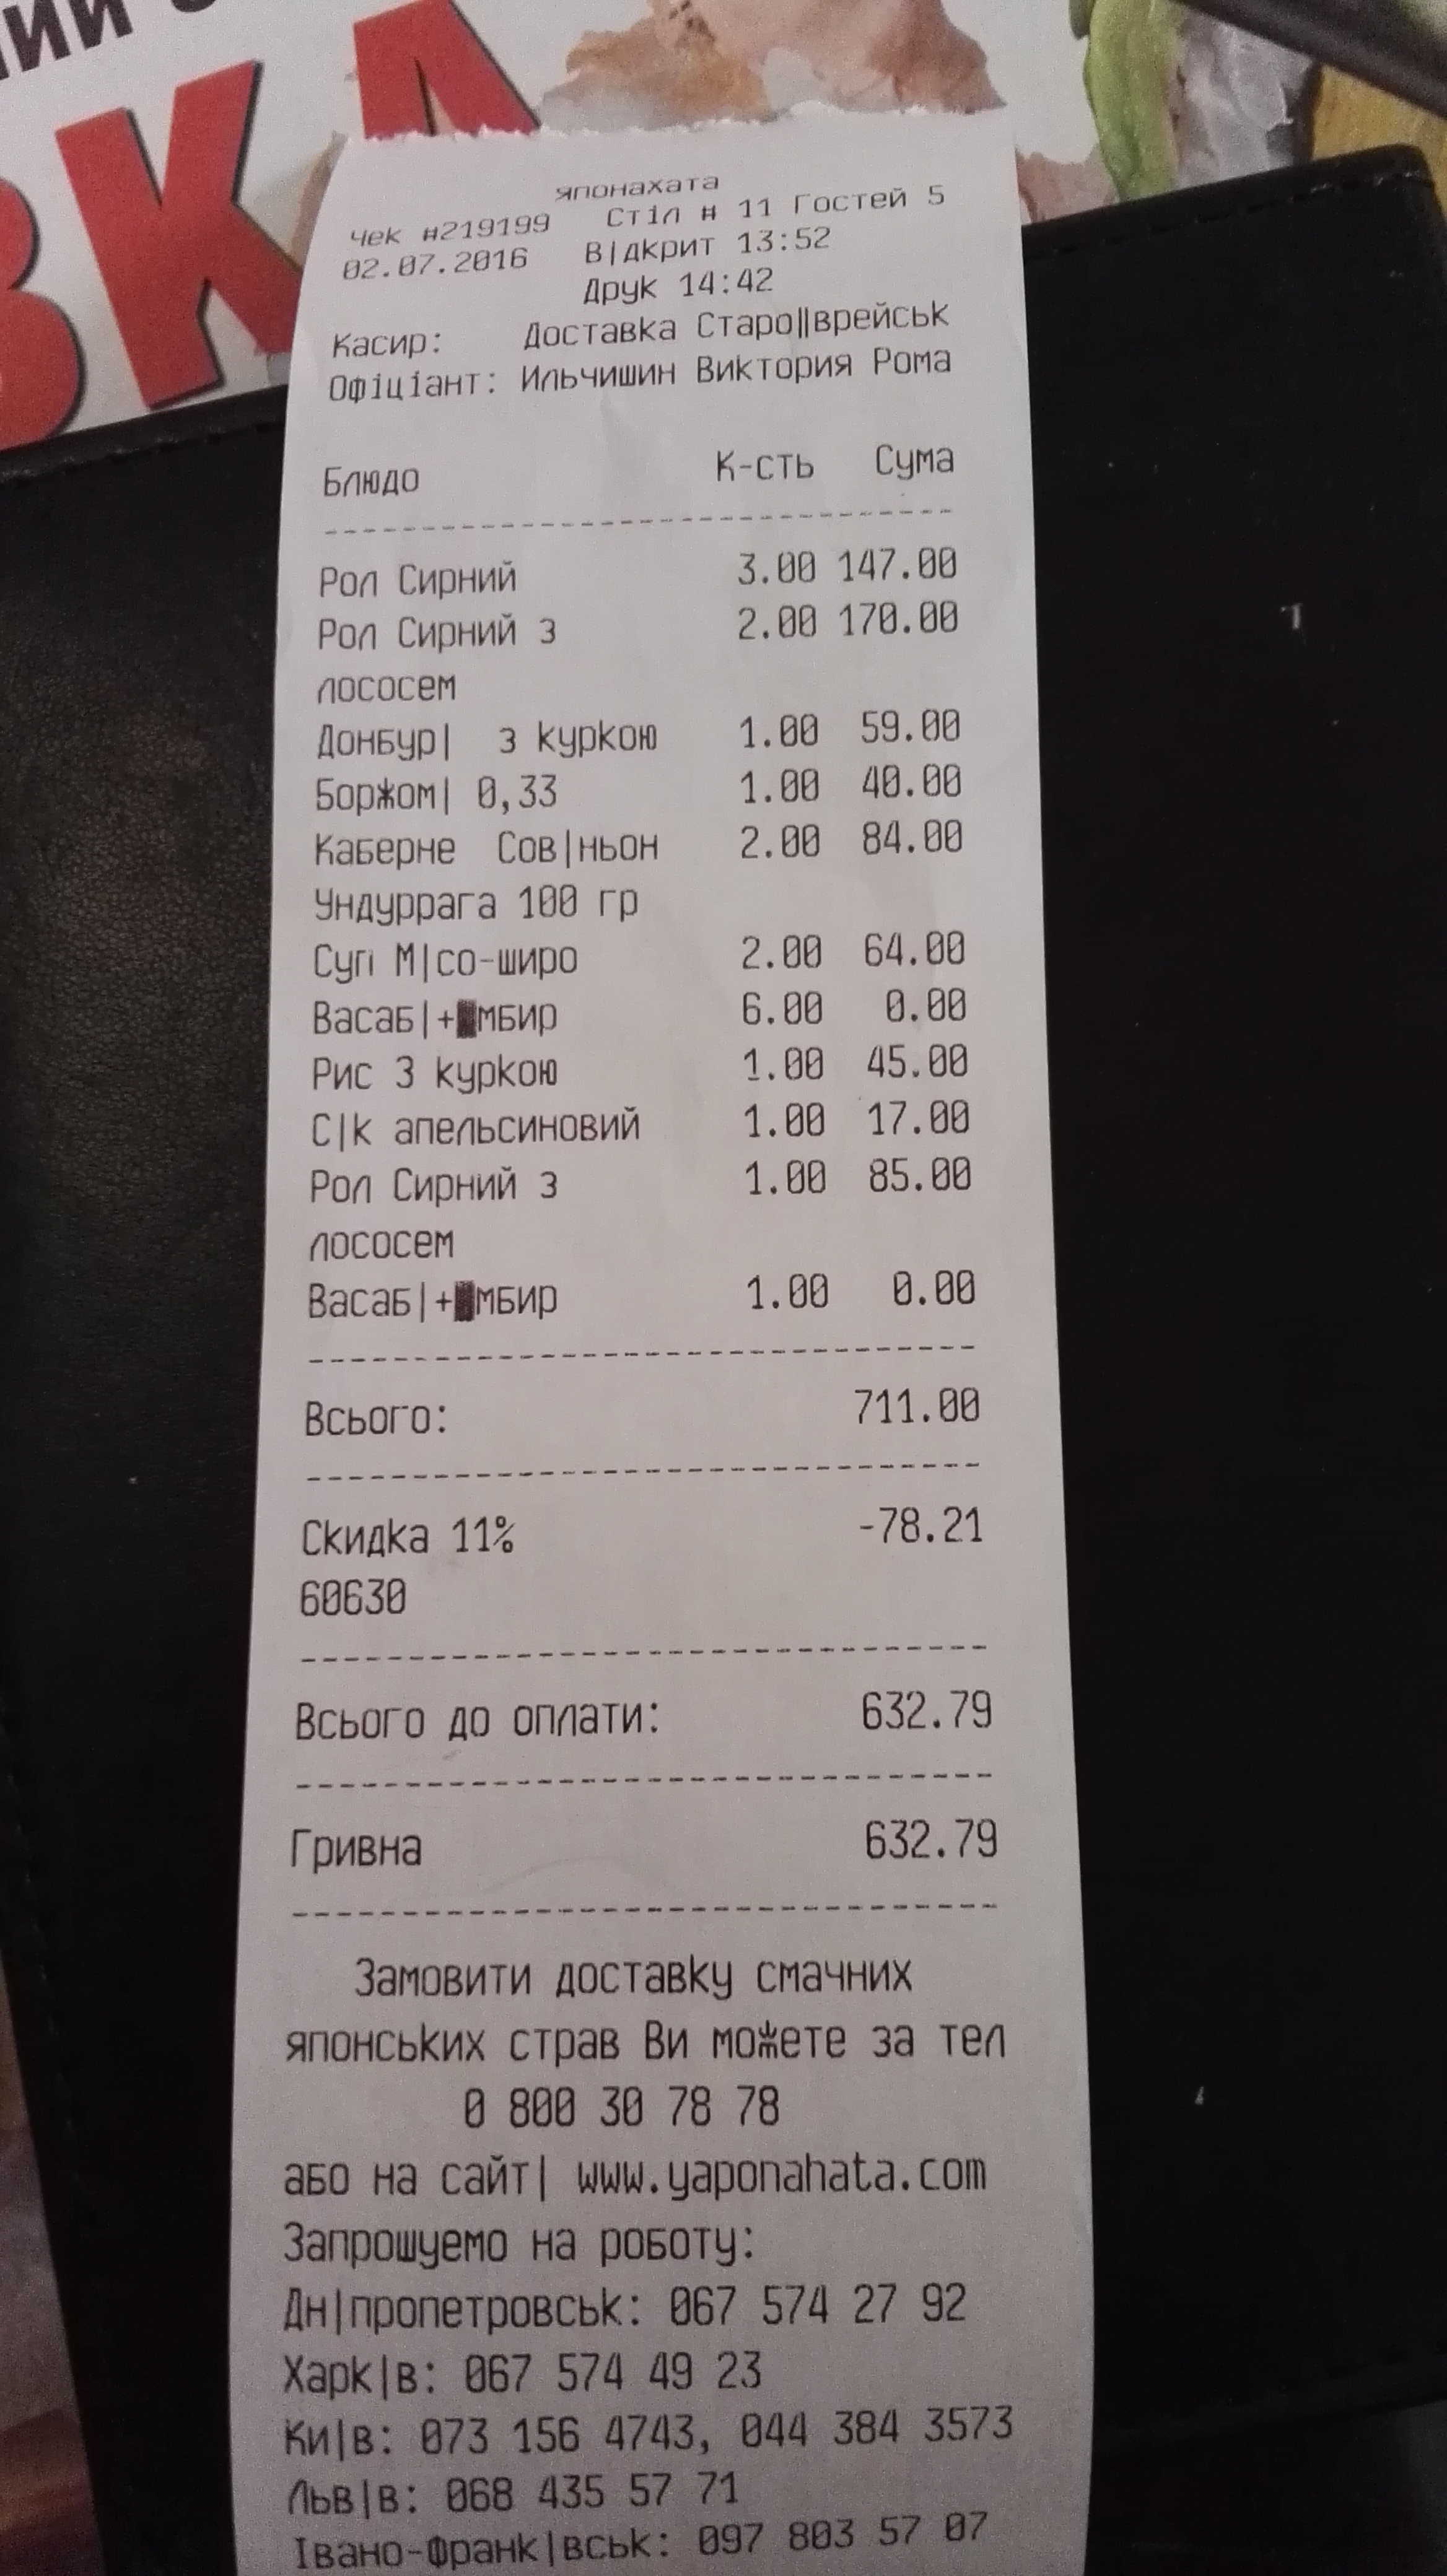 ВКА
японахата
Чек #219199 Стіл # 11 Гостей 5
02.07.2016 В|дкрит 13:52
Друк 14:42
Касир: Доставка Старо||врейськ
Офіціант: Ильчишин Виктория Рома
Блюдо К-сть Сума
Рол Сирний 3.00 147.00
Рол Сирний з 2.00 170.00
лососем
Донбур| з куркою 1.00 59.00
Боржом| 0,33 1.00 40.00
Каберне Сов|ньон 2.00 84.00
Ундуррага 100 гр
Суп М|со-широ 2.00 64.00
Васаб|+█мбир 6.00 0.00
Рис З куркою 1.00 45.00
С|к апельсиновий 1.00 17.00
Рол Сирний з 1.00 85.00
лососем
Васаб|+█мбир 1.00 0.00
Всього: 711.00
Скидка 11% -78.21
60630
Всього до оплати: 632.79
Гривна 632.79
Замовити доставку смачних
японських страв Ви можете за тел
0 800 30 78 78
або на сайт| www.yaponahata.com
Запрошуемо на роботу:
Дн|пропетровськ: 067 574 27 92
Харк|в: 067 574 49 23
Ки|в: 073 156 4743, 044 384 3573
Льв|в: 068 435 57 71
Івано-Франк|вськ: 097 803 57 07